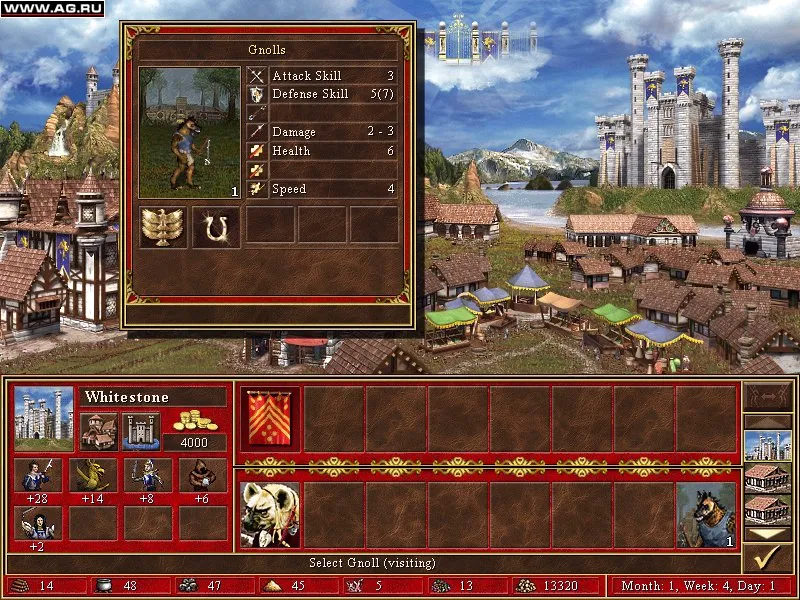 WWW.AG.RU
Gnolls
Attack Skill 3
Defense Skill 5(7)
Damage 2 - 3
Health 6
Speed 4
1
Whitestone
4000
+28 +14 +8 +6
+2
1
Select Gnoll (visiting)
14 48 47 45 5 13 13320 Month: 1, Week: 4, Day: 1